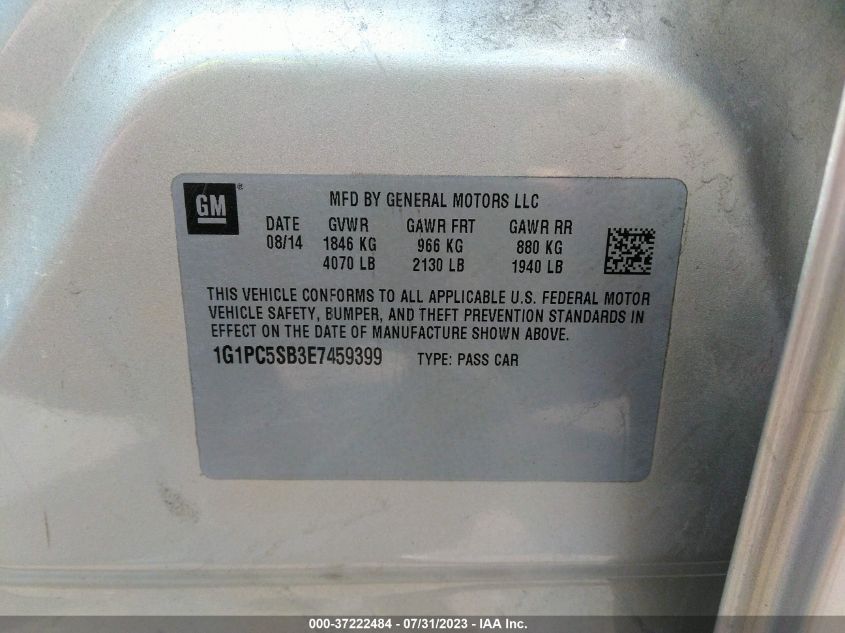 GM®
MFD BY GENERAL MOTORS LLC
DATE GVWR GAWR FRT GAWR RR
08/14 1846 KG 966 KG 880 KG
4070 LB 2130 LB 1940 LB
THIS VEHICLE CONFORMS TO ALL APPLICABLE U.S. FEDERAL MOTOR
VEHICLE SAFETY, BUMPER, AND THEFT PREVENTION STANDARDS IN
EFFECT ON THE DATE OF MANUFACTURE SHOWN ABOVE.
1G1PC5SB3E7459399 TYPE: PASS CAR
000-37222484 - 07/31/2023 - IAA Inc.